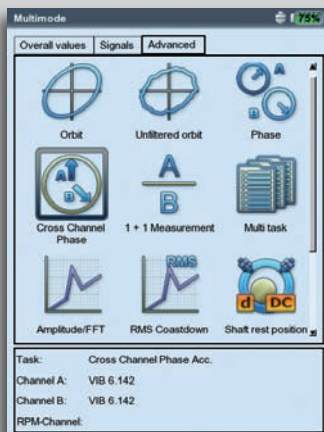 Multimode
75%
Overall values Signals Advanced
A
B
Orbit Unfiltered orbit Phase
A
B
A
B
RMS
Cross Channel
Phase
1 + 1 Measurement Multi task
d DC
Amplitude/FFT RMS Coastdown Shaft rest position
Task: Cross Channel Phase Acc.
Channel A: VIB 6.142
Channel B: VIB 6.142
RPM-Channel: